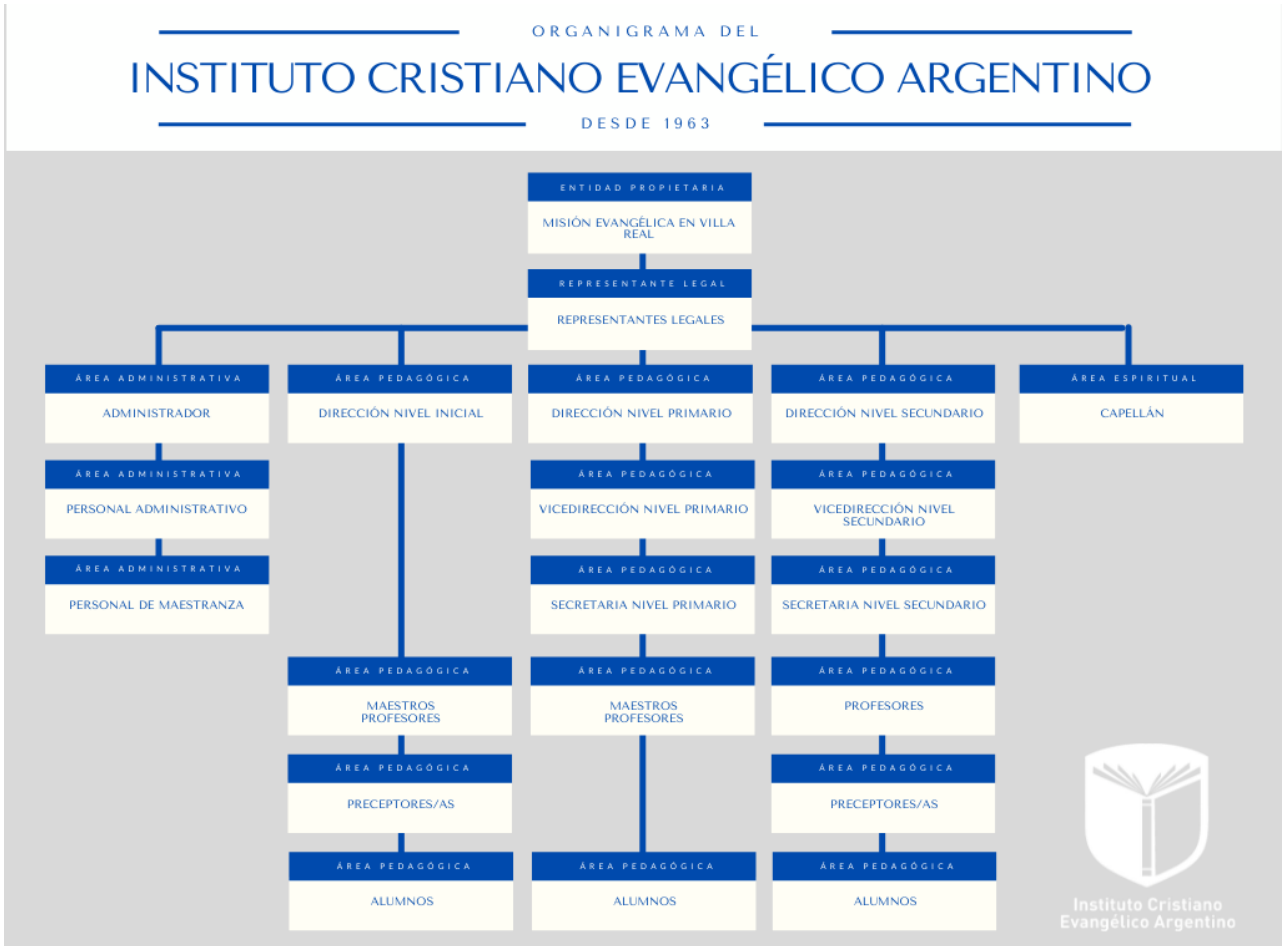 ORGANIGRAMA DEL
INSTITUTO CRISTIANO EVANGÉLICO ARGENTINO
DESDE 1963
ENTIDAD PROPIETARIA
MISIÓN EVANGÉLICA EN VILLA
REAL
REPRESENTANTE LEGAL
REPRESENTANTES LEGALES
ÁREA ADMINISTRATIVA
ADMINISTRADOR
ÁREA PEDAGÓGICA
DIRECCIÓN NIVEL INICIAL
ÁREA PEDAGÓGICA
DIRECCIÓN NIVEL PRIMARIO
ÁREA PEDAGÓGICA
DIRECCIÓN NIVEL SECUNDARIO
ÁREA ESPIRITUAL
CAPELLÁN
ÁREA ADMINISTRATIVA
PERSONAL ADMINISTRATIVO
ÁREA PEDAGÓGICA
VICEDIRECCIÓN NIVEL PRIMARIO
ÁREA PEDAGÓGICA
VICEDIRECCIÓN NIVEL
SECUNDARIO
ÁREA ADMINISTRATIVA
PERSONAL DE MAESTRANZA
ÁREA PEDAGÓGICA
SECRETARIA NIVEL PRIMARIO
ÁREA PEDAGÓGICA
SECRETARIA NIVEL SECUNDARIO
ÁREA PEDAGÓGICA
MAESTROS
PROFESORES
ÁREA PEDAGÓGICA
MAESTROS
PROFESORES
ÁREA PEDAGÓGICA
PROFESORES
ÁREA PEDAGÓGICA
PRECEPTORES/AS
ÁREA PEDAGÓGICA
PRECEPTORES/AS
ÁREA PEDAGÓGICA
ALUMNOS
ÁREA PEDAGÓGICA
ALUMNOS
ÁREA PEDAGÓGICA
ALUMNOS
Instituto Cristiano
Evangélico Argentino